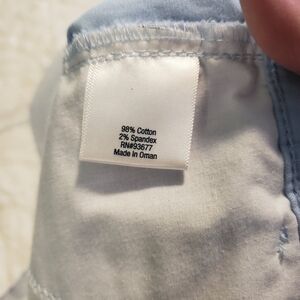 98% Cotton
2% Spandex
RN#93677
Made in Oman